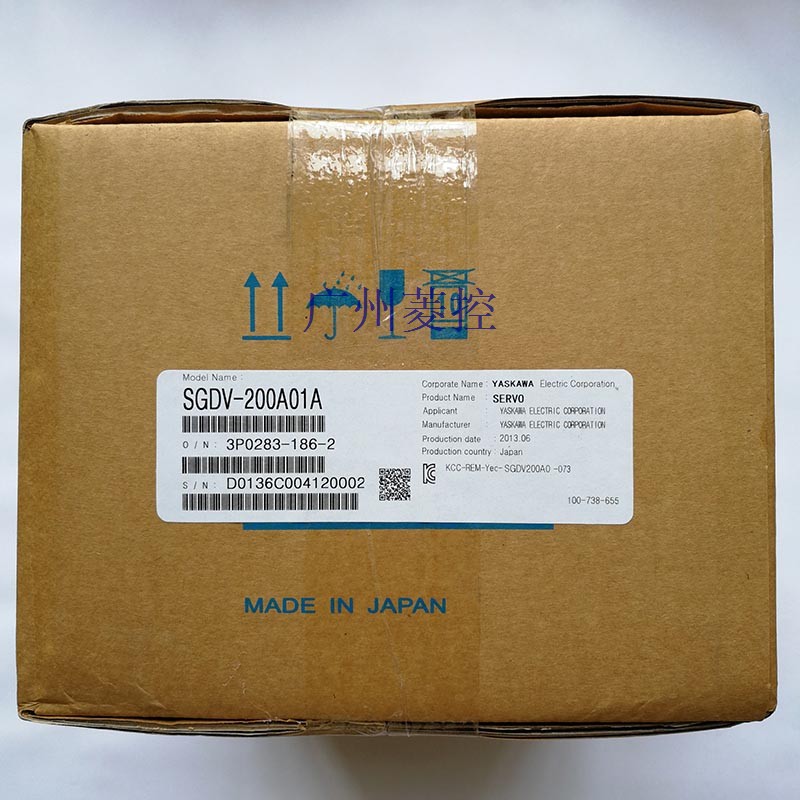 广州菱控
Model Name :
SGDV-200A01A
O / N : 3P0283-186-2
S / N : D0136C004120002
Corporate Name : YASKAWA Electric Corporation
Product Name : SERVO
Applicant : YASKAWA ELECTRIC CORPORATION
Manufacturer : YASKAWA ELECTRIC CORPORATION
Production date : 2013.06
Production country : Japan
KCC-REM-Yec-SGDV200A0 -073
100-738-655
MADE IN JAPAN